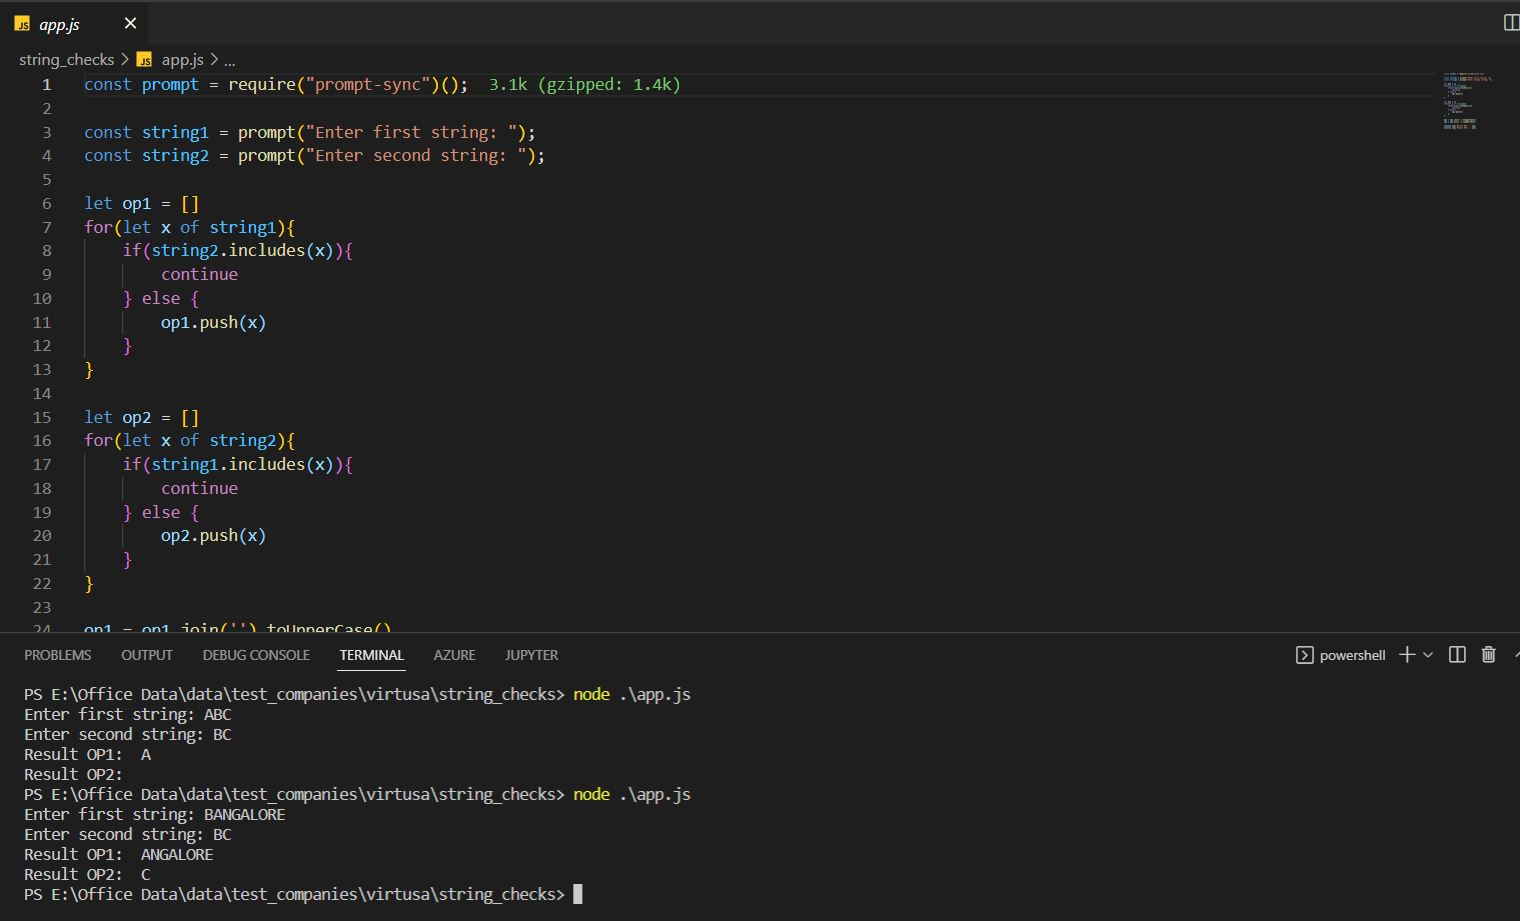 JS app.js
string_checks > JS app.js > ...
1 const prompt = require("prompt-sync")();  3.1k (gzipped: 1.4k)
2
3 const string1 = prompt("Enter first string: ");
4 const string2 = prompt("Enter second string: ");
5
6 let op1 = []
7 for(let x of string1){
8     if(string2.includes(x)){
9         continue
10     } else {
11         op1.push(x)
12     }
13 }
14
15 let op2 = []
16 for(let x of string2){
17     if(string1.includes(x)){
18         continue
19     } else {
20         op2.push(x)
21     }
22 }
23
24 op1 = op1.join('').toUpperCase()
PROBLEMS OUTPUT DEBUG CONSOLE TERMINAL AZURE JUPYTER powershell
PS E:\Office Data\data\test_companies\virtusa\string_checks> node .\app.js
Enter first string: ABC
Enter second string: BC
Result OP1:  A
Result OP2:
PS E:\Office Data\data\test_companies\virtusa\string_checks> node .\app.js
Enter first string: BANGALORE
Enter second string: BC
Result OP1:  ANGALORE
Result OP2:  C
PS E:\Office Data\data\test_companies\virtusa\string_checks>